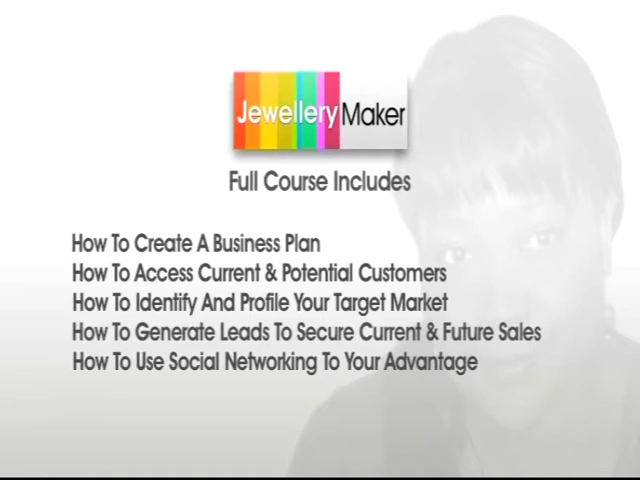 JewelleryMaker
Full Course Includes
How To Create A Business Plan
How To Access Current & Potential Customers
How To Identify And Profile Your Target Market
How To Generate Leads To Secure Current & Future Sales
How To Use Social Networking To Your Advantage